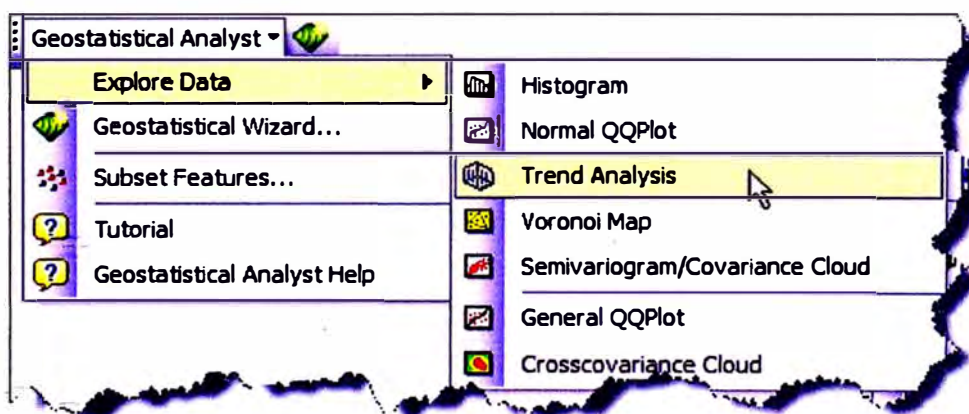 Geostatistical Analyst
Explore Data
Geostatistical Wizard...
Subset Features...
Tutorial
Geostatistical Analyst Help
Histogram
Normal QQPlot
Trend Analysis
Voronoi Map
Semivariogram/Covariance Cloud
General QQPlot
Crosscovariance Cloud